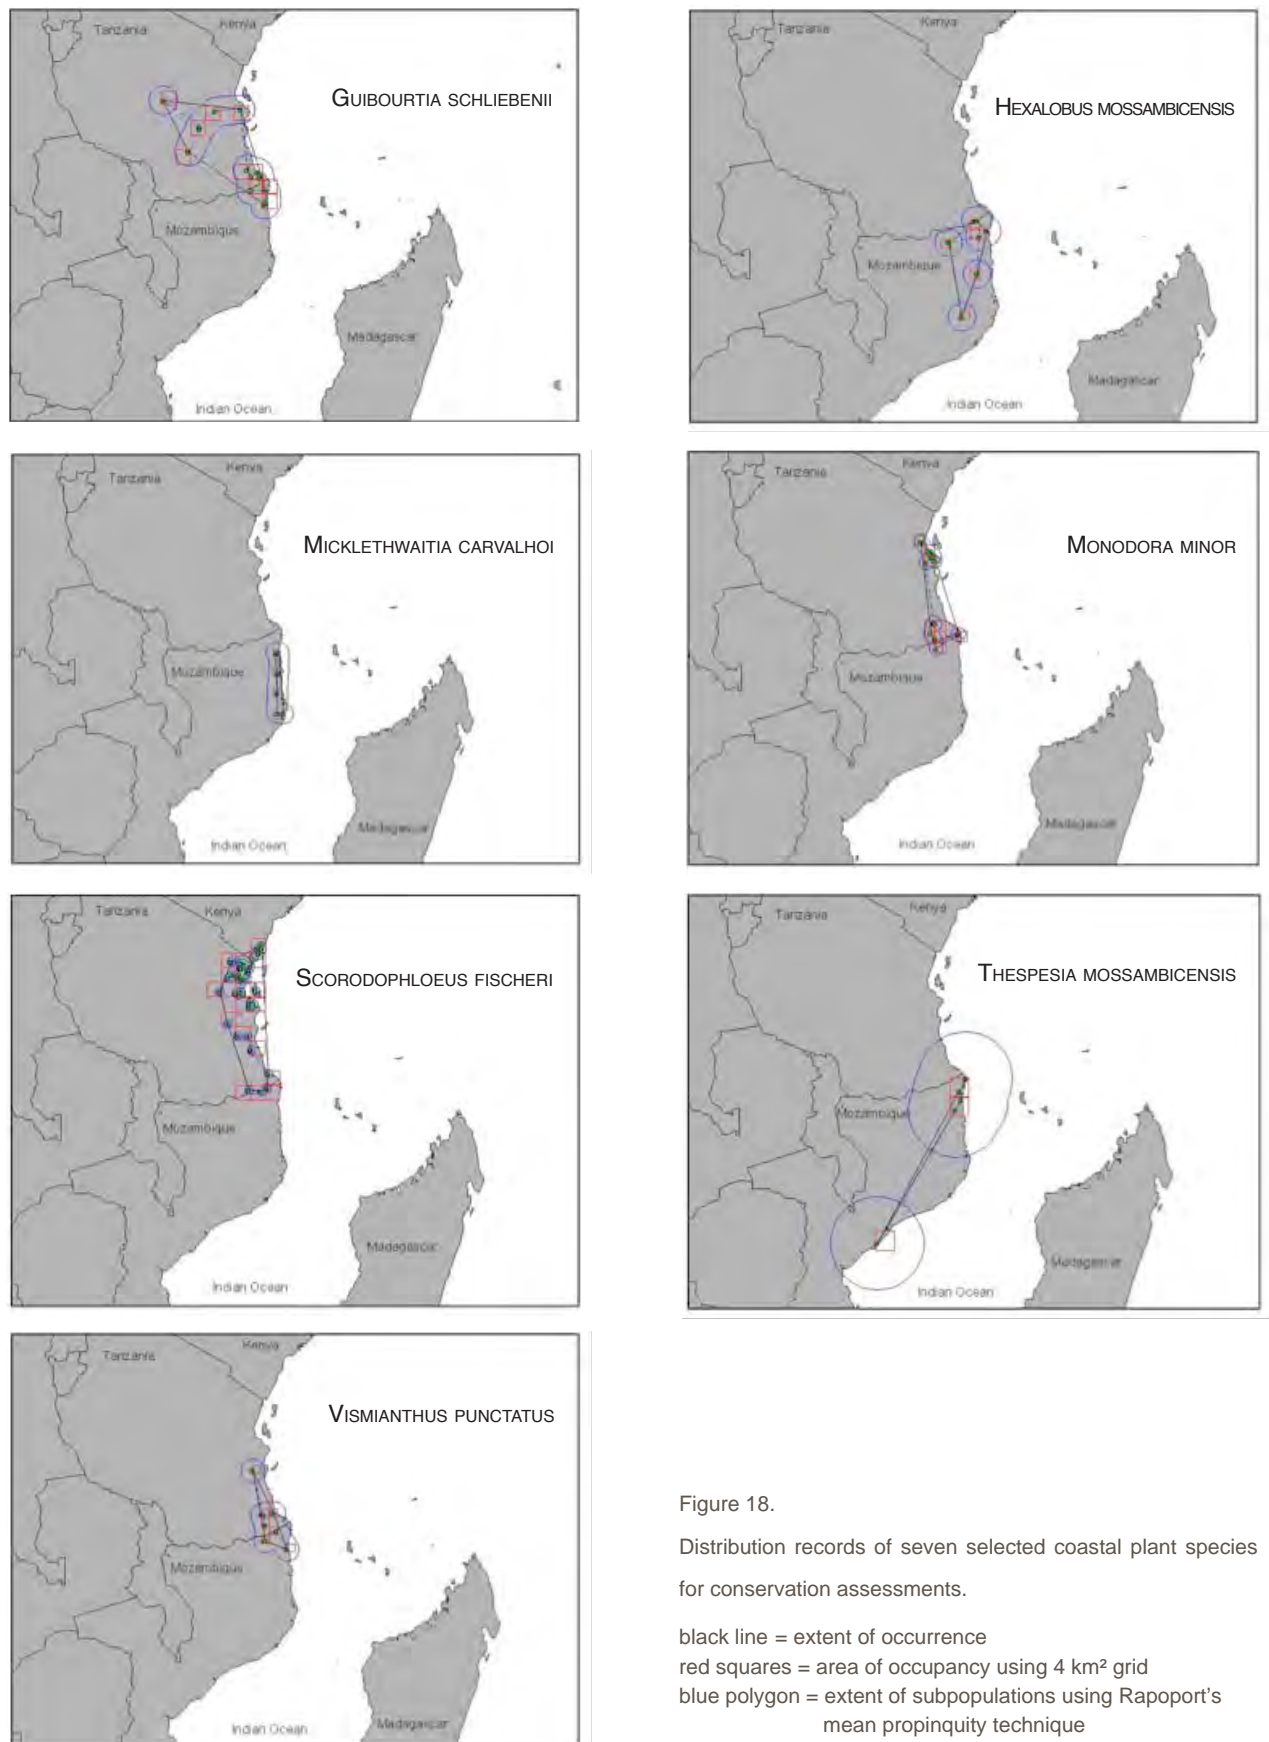 Tanzania
Kenya
GUIBOURTIA SCHLIEBENII
Mozambique
Madagascar
Indian Ocean
Tanzania
Kenya
HEXALOBUS MOSSAMBICENSIS
Mozambique
Madagascar
Indian Ocean
Tanzania
Kenya
MICKLETHWAITIA CARVALHOI
Mozambique
Madagascar
Indian Ocean
Tanzania
Kenya
MONODORA MINOR
Mozambique
Madagascar
Indian Ocean
Tanzania
Kenya
SCORODOPHLOEUS FISCHERI
Mozambique
Madagascar
Indian Ocean
Tanzania
Kenya
THESPESIA MOSSAMBICENSIS
Mozambique
Madagascar
Indian Ocean
Tanzania
Kenya
VISMIANTHUS PUNCTATUS
Mozambique
Madagascar
Indian Ocean
Figure 18.
Distribution records of seven selected coastal plant species
for conservation assessments.
black line = extent of occurrence
red squares = area of occupancy using 4 km² grid
blue polygon = extent of subpopulations using Rapoport's
mean propinquity technique